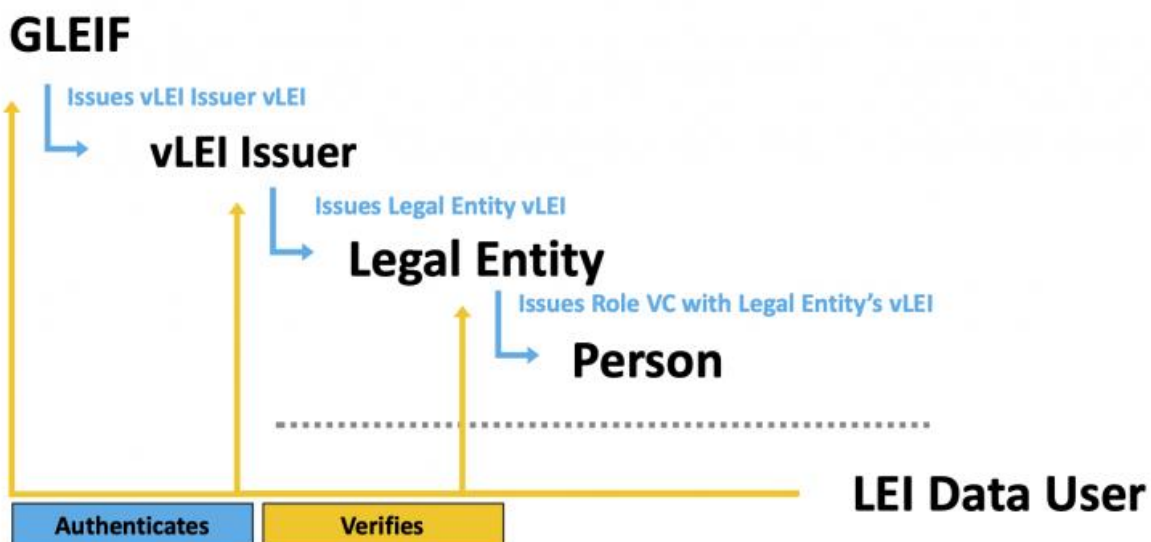 GLEIF
Issues vLEI Issuer vLEI
vLEI Issuer
Issues Legal Entity vLEI
Legal Entity
Issues Role VC with Legal Entity’s vLEI
Person
LEI Data User
Authenticates
Verifies